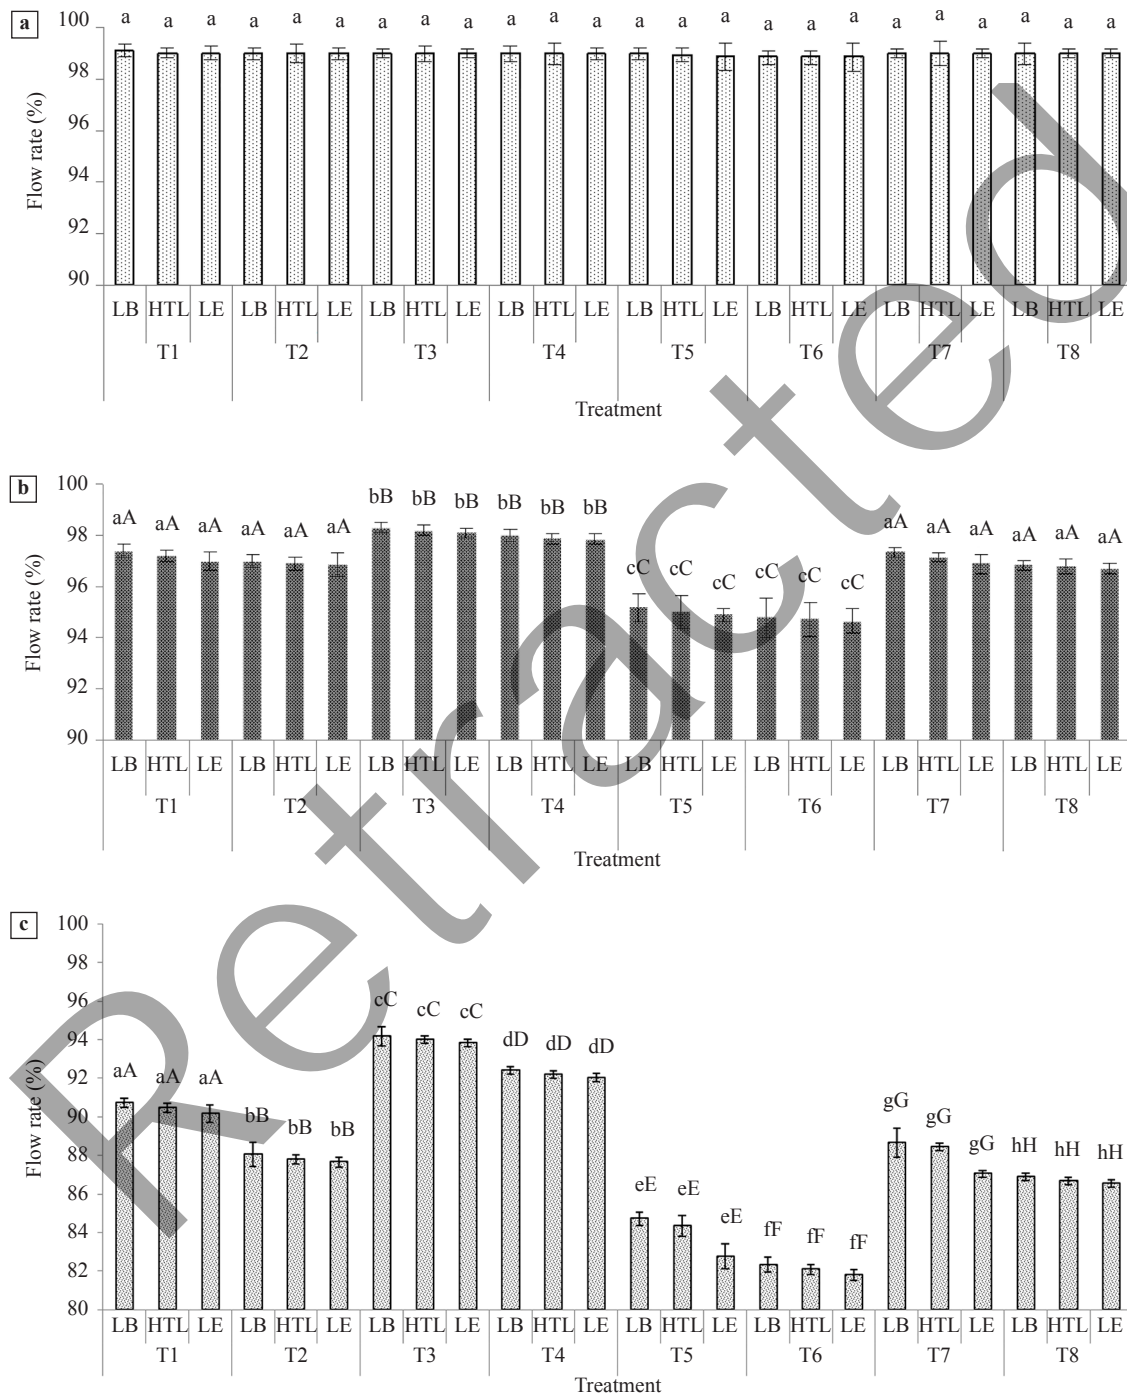 a
a a a a a a a a a a a a a a a a a a a a a a a a
100
98
96
94
92
90
Flow rate (%)
LB HTL LE LB HTL LE LB HTL LE LB HTL LE LB HTL LE LB HTL LE LB HTL LE LB HTL LE
T1 T2 T3 T4 T5 T6 T7 T8
Treatment
b
100
98
96
94
92
90
Flow rate (%)
aA aA aA aA aA aA bB bB bB bB bB bB cC cC cC cC cC cC aA aA aA aA aA aA
LB HTL LE LB HTL LE LB HTL LE LB HTL LE LB HTL LE LB HTL LE LB HTL LE LB HTL LE
T1 T2 T3 T4 T5 T6 T7 T8
Treatment
c
100
98
96
94
92
90
88
86
84
82
80
Flow rate (%)
aA aA aA bB bB bB cC cC cC dD dD dD eE eE eE fF fF fF gG gG gG hH hH hH
LB HTL LE LB HTL LE LB HTL LE LB HTL LE LB HTL LE LB HTL LE LB HTL LE LB HTL LE
T1 T2 T3 T4 T5 T6 T7 T8
Treatment
Retracted